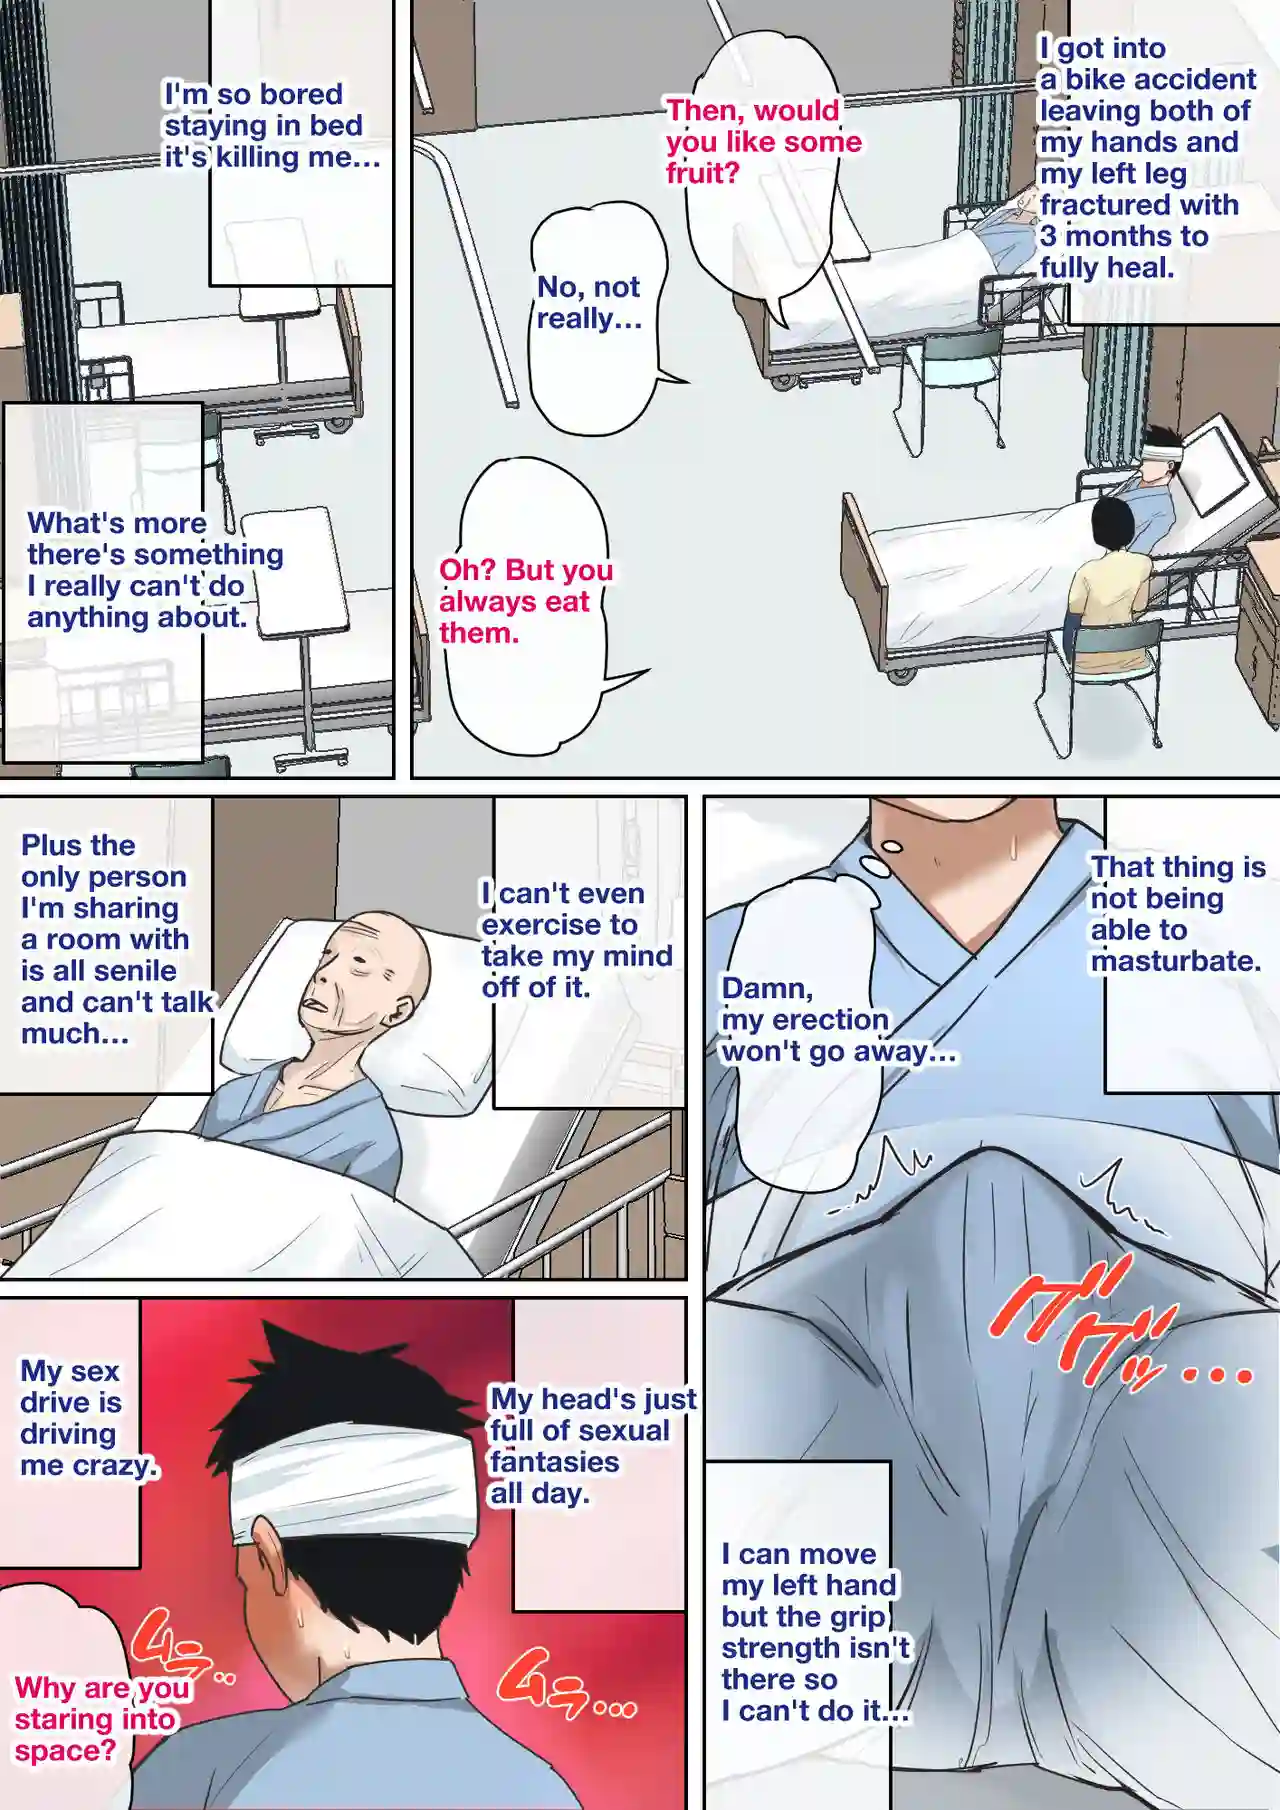 I got into
a bike accident
leaving both of
my hands and
my left leg
fractured with
3 months to
fully heal.
Then, would
you like some
fruit?
No, not
really...
Oh? But you
always eat
them.
I'm so bored
staying in bed
it's killing me...
What's more
there's something
I really can't do
anything about.
That thing is
not being
able to
masturbate.
Damn,
my erection
won't go away...
グググッ...
I can move
my left hand
but the grip
strength isn't
there so
I can't do it...
I can't even
exercise to
take my mind
off of it.
Plus the
only person
I'm sharing
a room with
is all senile
and can't talk
much...
My head's just
full of sexual
fantasies
all day.
My sex
drive is
driving
me crazy.
ムラ...
ムラ..
Why are you
staring into
space?